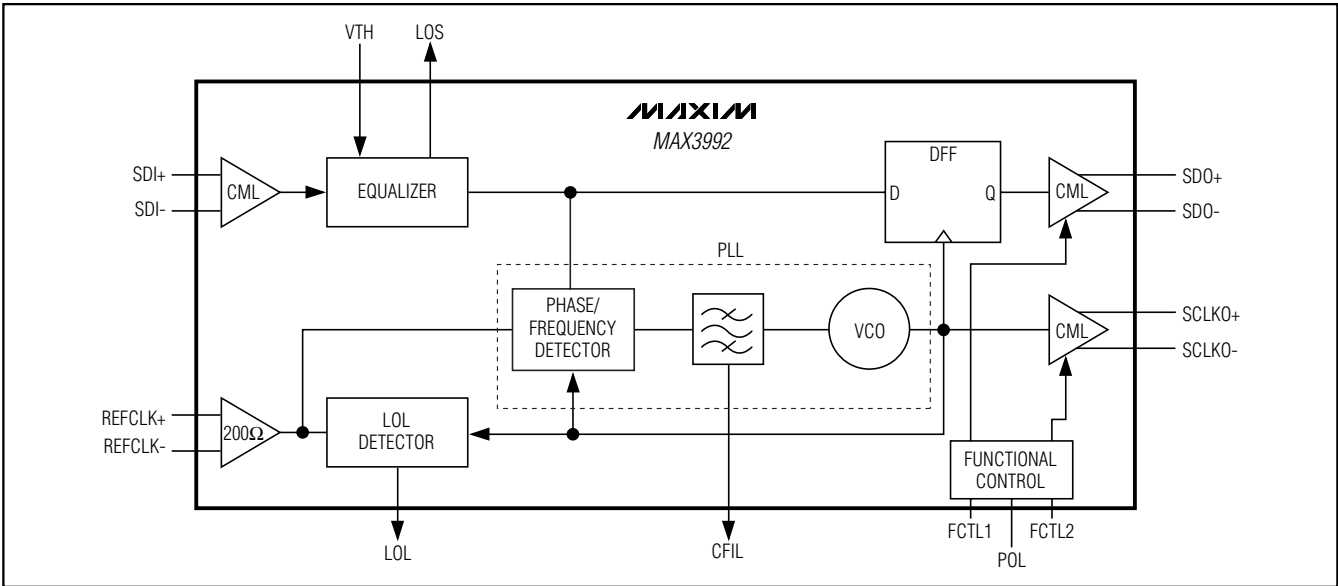 VTH
LOS
MAXIM
MAX3992
SDI+
SDI-
CML
EQUALIZER
DFF
D
Q
CML
SDO+
SDO-
PLL
PHASE/
FREQUENCY
DETECTOR
VCO
CML
SCLKO+
SCLKO-
REFCLK+
REFCLK-
200Ω
LOL
DETECTOR
FUNCTIONAL
CONTROL
LOL
CFIL
FCTL1
POL
FCTL2